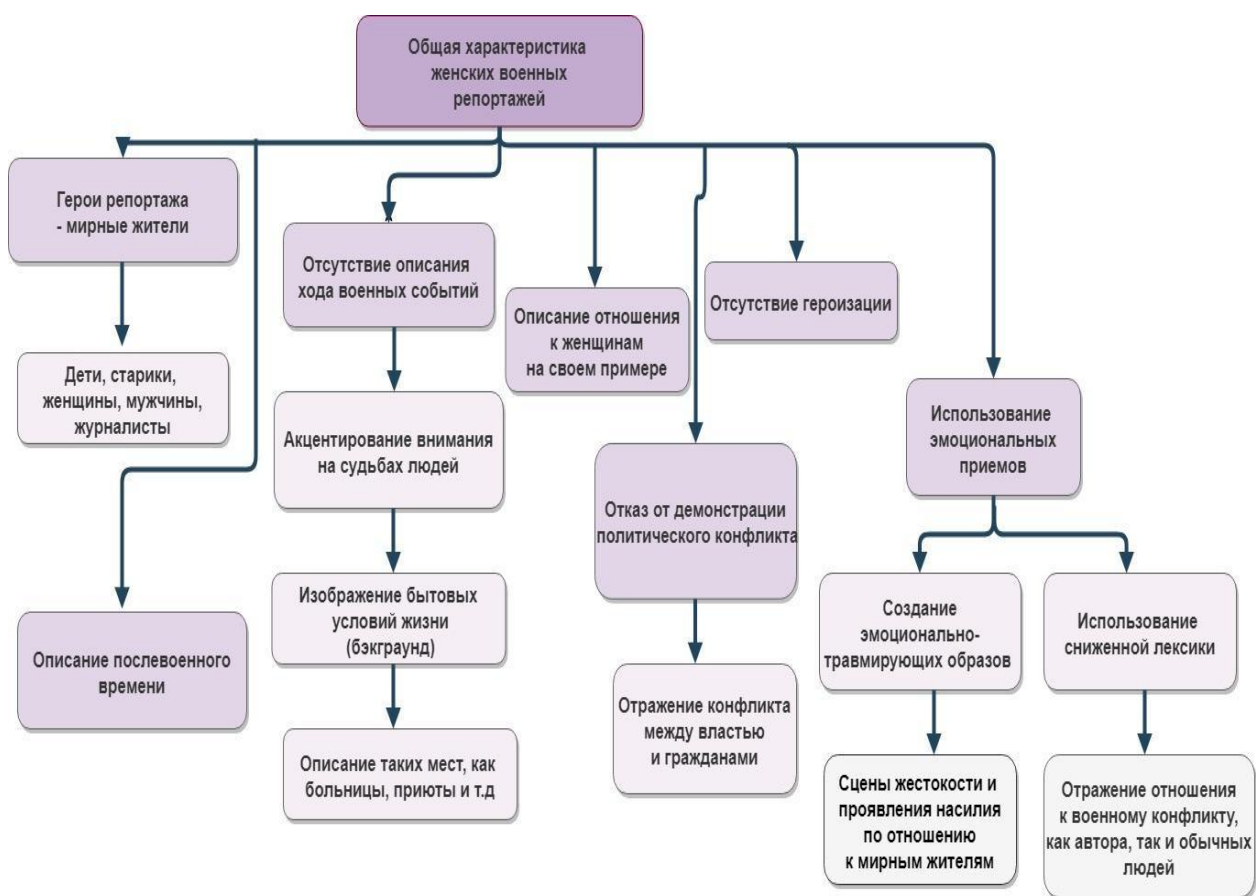 Общая характеристика
женских военных
репортажей
Герои репортажа
- мирные жители
Дети, старики,
женщины, мужчины,
журналисты
Описание послевоенного
времени
Отсутствие описания
хода военных событий
Акцентирование внимания
на судьбах людей
Изображение бытовых
условий жизни
(бэкграунд)
Описание таких мест, как
больницы, приюты и т.д
Описание отношения
к женщинам
на своем примере
Отказ от демонстрации
политического конфликта
Отражение конфликта
между властью
и гражданами
Отсутствие героизации
Использование
эмоциональных
приемов
Создание
эмоционально-
травмирующих образов
Сцены жестокости и
проявления насилия
по отношению
к мирным жителям
Использование
сниженной лексики
Отражение отношения
к военному конфликту,
как автора, так и обычных
людей